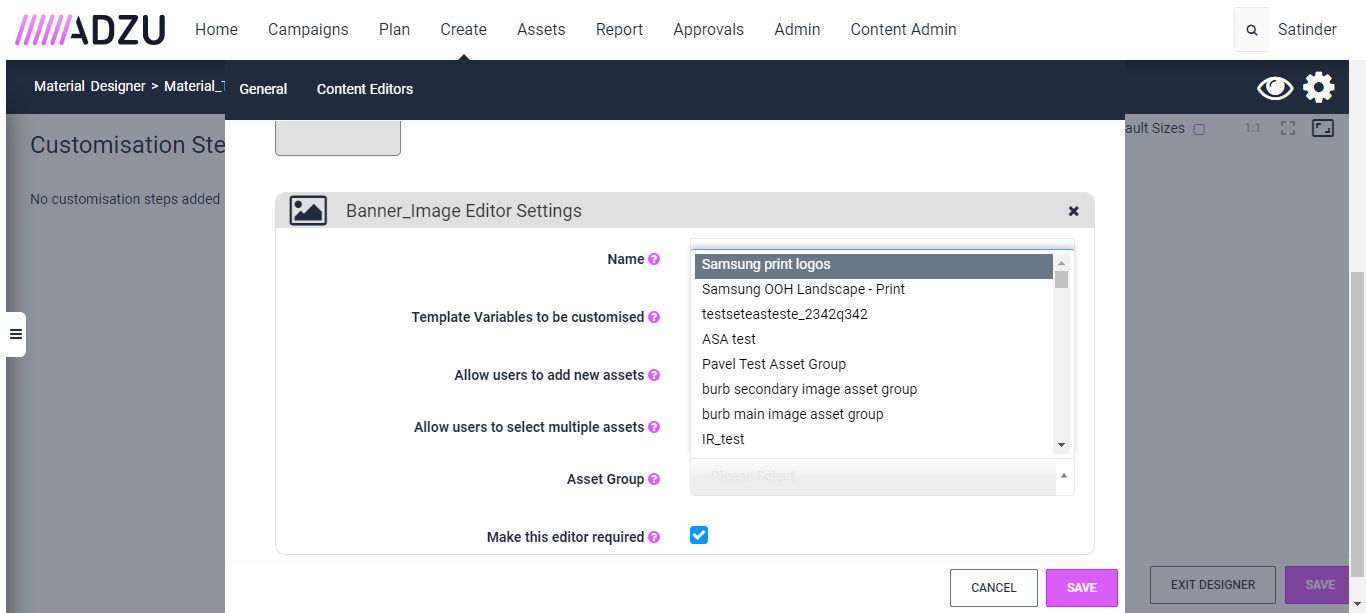 ADZU Home Campaigns Plan Create Assets Report Approvals Admin Content Admin Satinder
Material Designer > Material_T General Content Editors
Customisation Ste
ault Sizes 1:1
No customisation steps added
Banner_Image Editor Settings
Name
Samsung print logos
Samsung OOH Landscape - Print
Template Variables to be customised
testseteasteste_2342q342
ASA test
Allow users to add new assets
Pavel Test Asset Group
burb secondary image asset group
Allow users to select multiple assets
burb main image asset group
IR_test
Asset Group
Please Select
Make this editor required
CANCEL SAVE EXIT DESIGNER SAVE